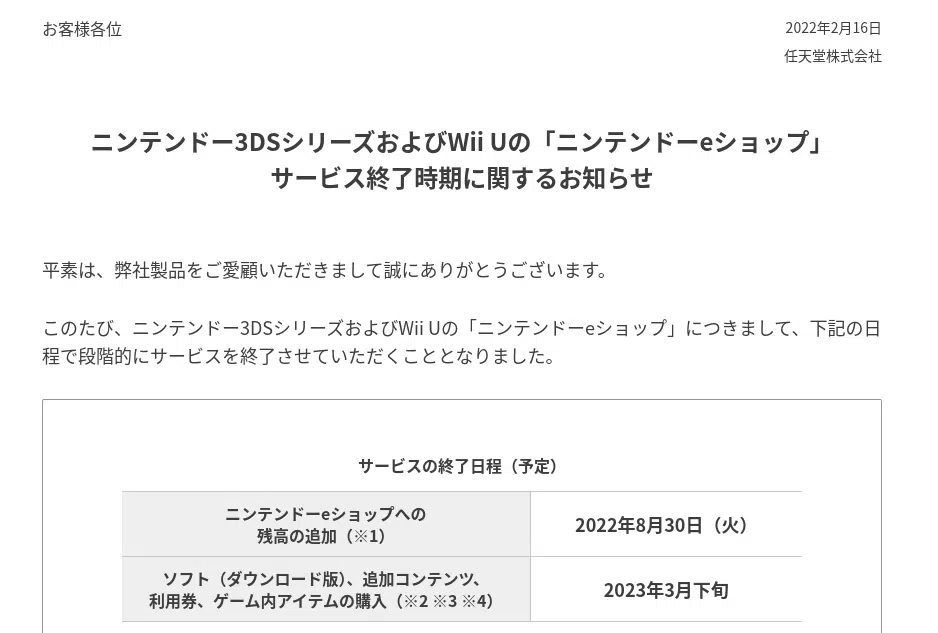 お客様各位
2022年2月16日
任天堂株式会社
ニンテンドー3DSシリーズおよびWii Uの「ニンテンドーeショップ」
サービス終了時期に関するお知らせ
平素は、弊社製品をご愛顧いただきまして誠にありがとうございます。
このたび、ニンテンドー3DSシリーズおよびWii Uの「ニンテンドーeショップ」につきまして、下記の日
程で段階的にサービスを終了させていただくこととなりました。
サービスの終了日程（予定）
ニンテンドーeショップへの
残高の追加（※1）
2022年8月30日（火）
ソフト（ダウンロード版）、追加コンテンツ、
利用券、ゲーム内アイテムの購入（※2 ※3 ※4）
2023年3月下旬